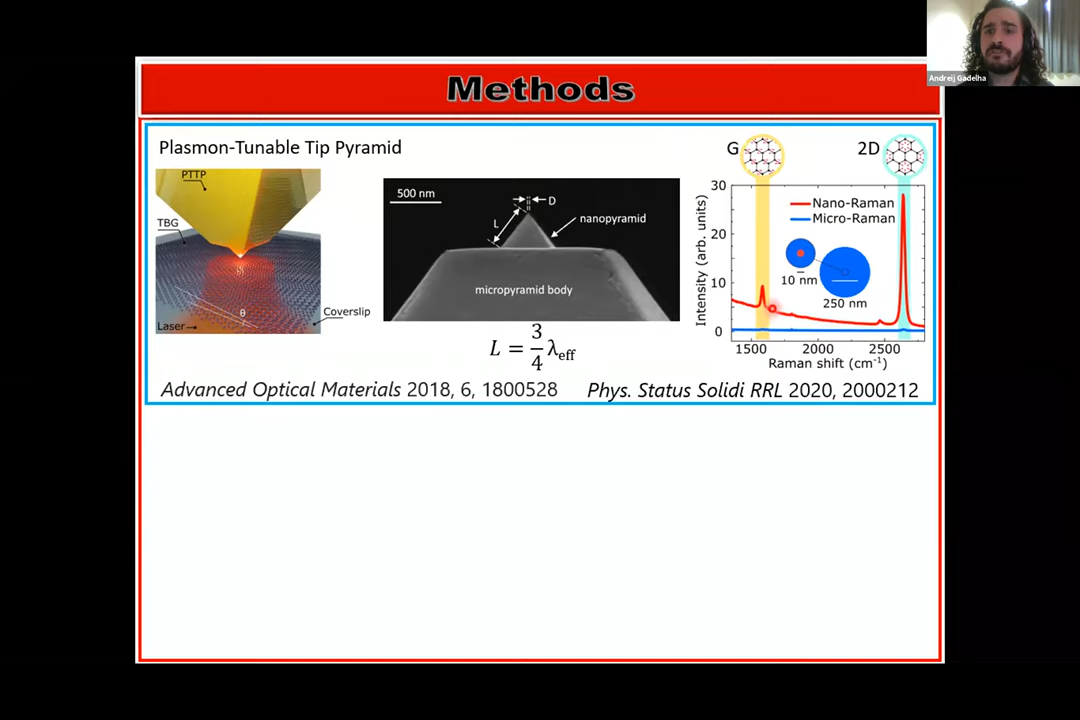 Andreij Gadelha
Methods
Plasmon-Tunable Tip Pyramid
PTTP
TBG
θ
Coverslip
Laser
500 nm
D
L
nanopyramid
micropyramid body
L = 3/4 λeff
G
2D
Intensity (arb. units)
30
20
10
0
Nano-Raman
Micro-Raman
10 nm
250 nm
1500
2000
2500
Raman shift (cm⁻¹)
Advanced Optical Materials 2018, 6, 1800528
Phys. Status Solidi RRL 2020, 2000212